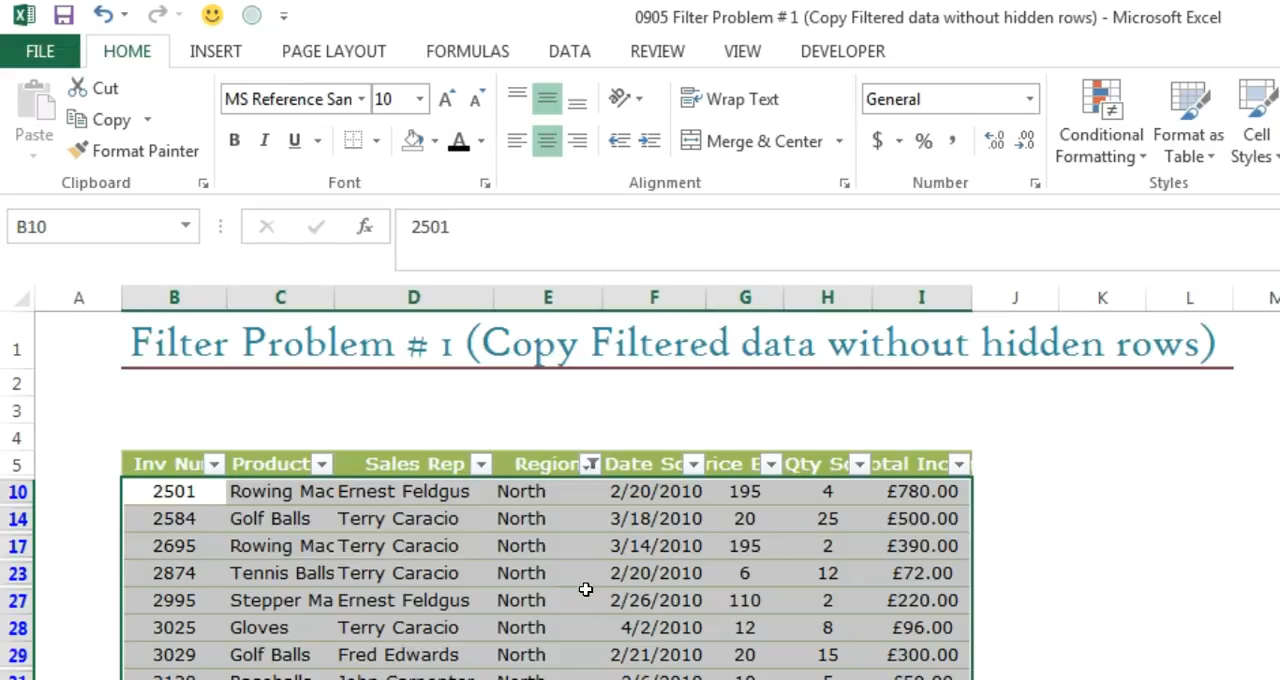 0905 Filter Problem # 1 (Copy Filtered data without hidden rows) - Microsoft Excel
FILE HOME INSERT PAGE LAYOUT FORMULAS DATA REVIEW VIEW DEVELOPER
Paste
Cut
Copy
Format Painter
Clipboard
MS Reference San 10 A A
B I U A
Font
Wrap Text
Merge & Center
Alignment
General
$ % , .00 .00
Number
Conditional Formatting
Format as Table
Cell Styles
Styles
B10 fx 2501
A B C D E F G H I J K L M
1 Filter Problem # 1 (Copy Filtered data without hidden rows)
2
3
4
5 Inv Nu Product Sales Rep Region Date So rice E Qty So otal Inc
10 2501 Rowing Mac Ernest Feldgus North 2/20/2010 195 4 £780.00
14 2584 Golf Balls Terry Caracio North 3/18/2010 20 25 £500.00
17 2695 Rowing Mac Terry Caracio North 3/14/2010 195 2 £390.00
23 2874 Tennis Balls Terry Caracio North 2/20/2010 6 12 £72.00
27 2995 Stepper Ma Ernest Feldgus North 2/26/2010 110 2 £220.00
28 3025 Gloves Terry Caracio North 4/2/2010 12 8 £96.00
29 3029 Golf Balls Fred Edwards North 2/21/2010 20 15 £300.00